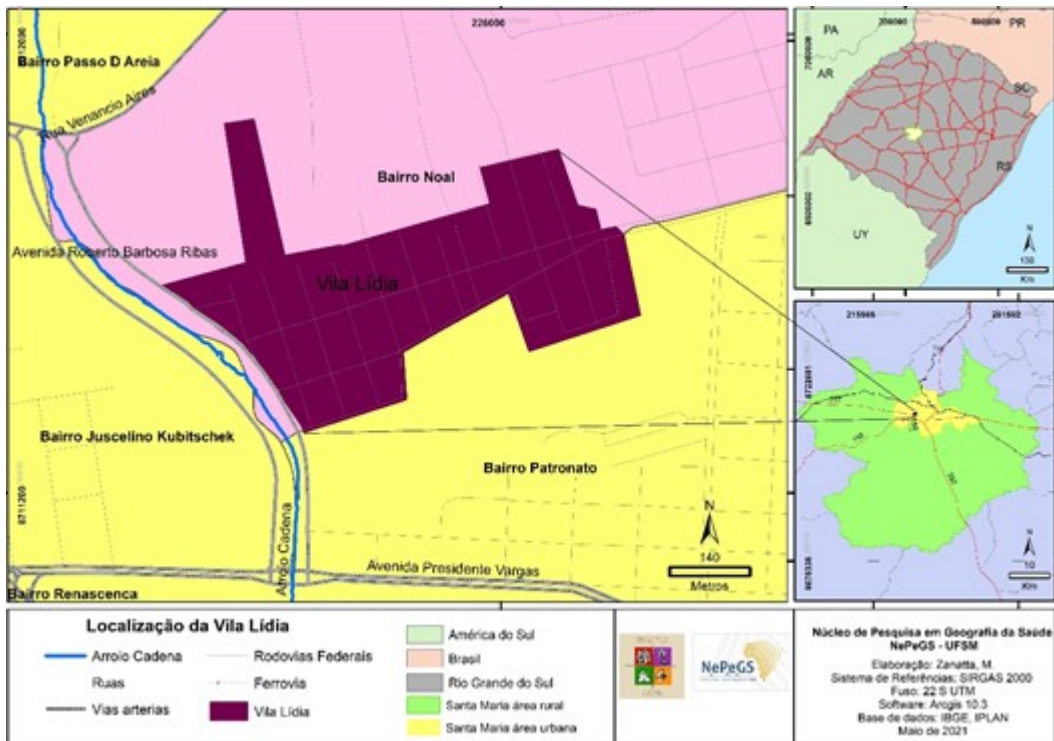 Bairro Passo D Areia
Rua Venancio Aires
226000
Bairro Noal
Avenida Roberto Barbosa Ribas
Vila Lídia
Bairro Juscelino Kubitschek
Bairro Patronato
6711200
Arroio Cadena
N
140
Metros
Avenida Presidente Vargas
Bairro Renascenca
PA
PR
AR
SC
RS
UY
N
130
Km
N
10
Km
Localização da Vila Lídia
Arroio Cadena
Ruas
Vias arterias
Rodovias Federais
Ferrovia
Vila Lídia
América do Sul
Brasil
Rio Grande do Sul
Santa Maria área rural
Santa Maria área urbana
NePeGS
Núcleo de Pesquisa em Geografia da Saúde
NePeGS - UFSM
Elaboração: Zanatta, M.
Sistema de Referências: SIRGAS 2000
Fuso: 22 S UTM
Software: Arcgis 10.3
Base de dados: IBGE, IPLAN
Maio de 2021